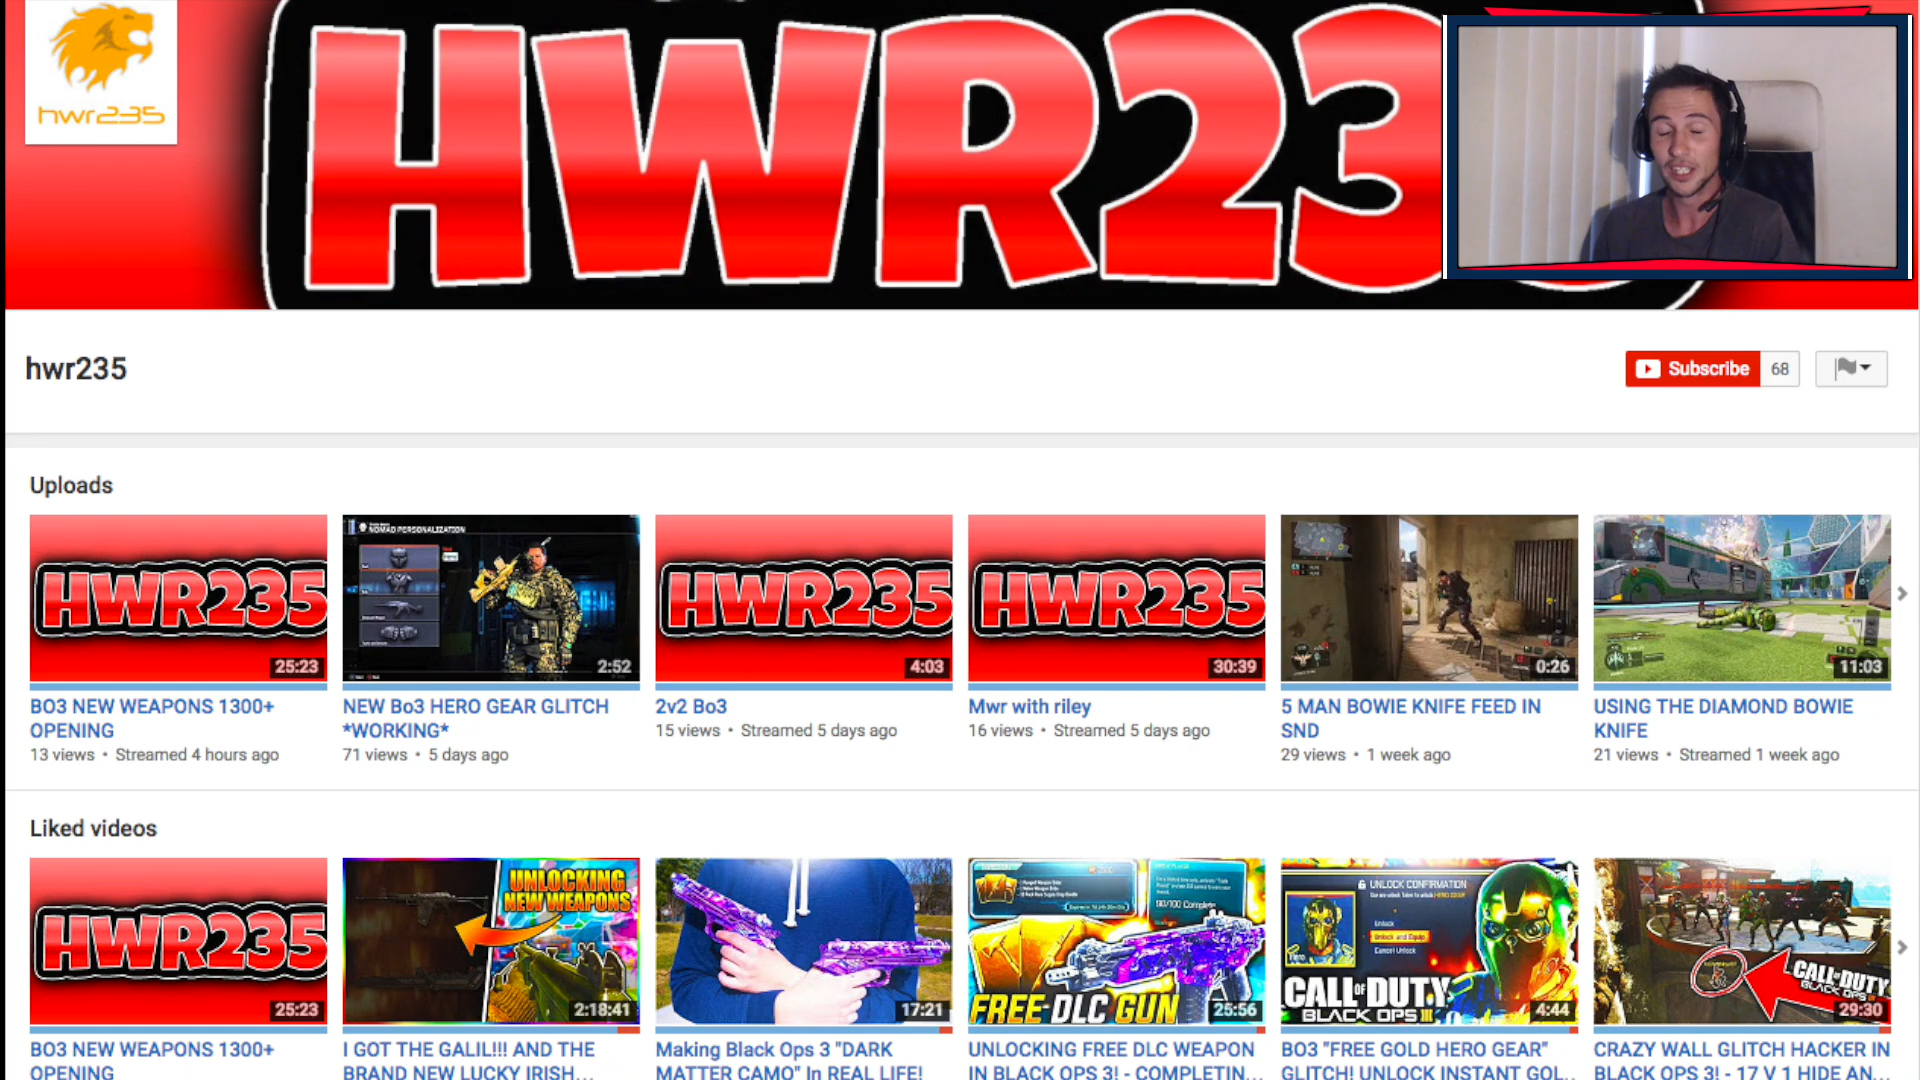 hwr235
HWR23
hwr235
Subscribe 68
Uploads
HWR235
25:23
NOMAD PERSONALIZATION
2:52
HWR235
4:03
HWR235
30:39
0:26
11:03
BO3 NEW WEAPONS 1300+
OPENING
13 views • Streamed 4 hours ago
NEW Bo3 HERO GEAR GLITCH
*WORKING*
71 views • 5 days ago
2v2 Bo3
15 views • Streamed 5 days ago
Mwr with riley
16 views • Streamed 5 days ago
5 MAN BOWIE KNIFE FEED IN
SND
29 views • 1 week ago
USING THE DIAMOND BOWIE
KNIFE
21 views • Streamed 1 week ago
Liked videos
HWR235
25:23
UNLOCKING
NEW WEAPONS
2:18:41
17:21
FREE DLC GUN
25:56
UNLOCK CONFIRMATION
Unlock
Unlock and Equip
Cancel Unlock
CALL OF DUTY
BLACK OPS III
4:44
CALL OF DUTY
BLACK OPS III
29:30
BO3 NEW WEAPONS 1300+
OPENING
I GOT THE GALIL!!! AND THE
BRAND NEW LUCKY IRISH...
Making Black Ops 3 "DARK
MATTER CAMO" In REAL LIFE!
UNLOCKING FREE DLC WEAPON
IN BLACK OPS 3! - COMPLETIN...
BO3 "FREE GOLD HERO GEAR"
GLITCH! UNLOCK INSTANT GOL...
CRAZY WALL GLITCH HACKER IN
BLACK OPS 3! - 17 V 1 HIDE AN...